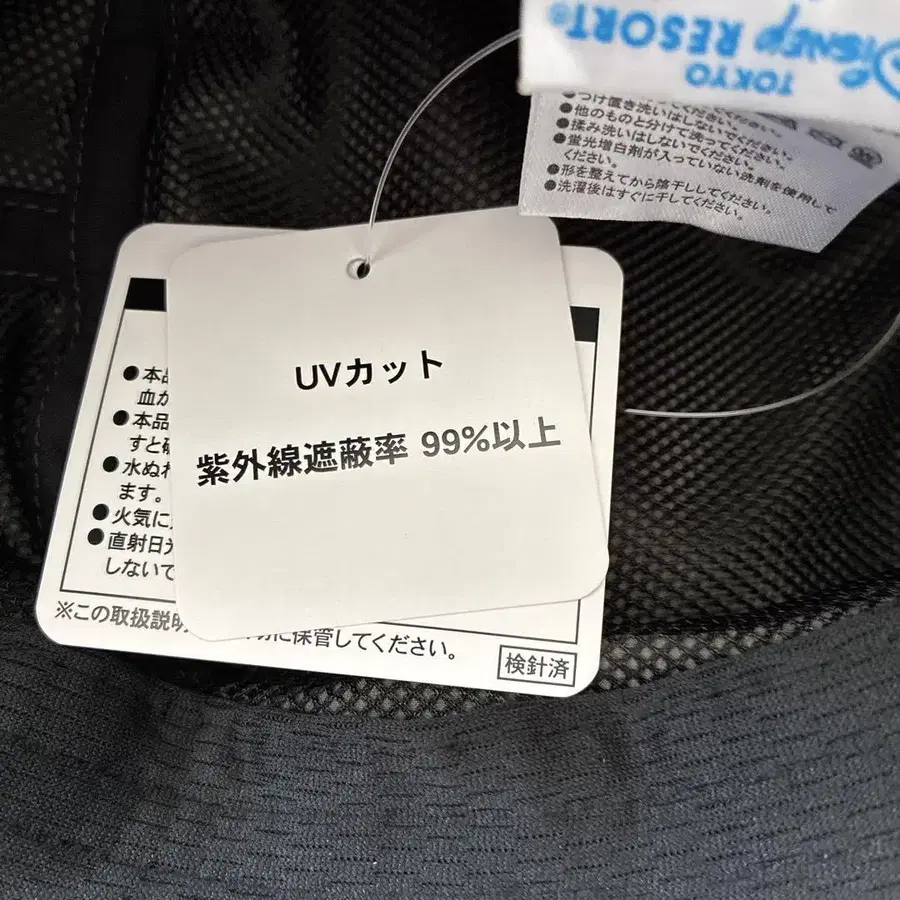 TOKYO
Disney RESORT®
●つけ置き洗いはしないでください。
●他のものと分けて洗ってください。
●揉み洗いはしないでください。
●蛍光増白剤が入っていない洗剤を使用して
ください。
●形を整えてから陰干ししてください。
●洗濯後はすぐに干してください。
UVカット
紫外線遮蔽率 99%以上
●本品
●本品
すと
●水ぬれ
ます。
●火気に
●直射日光
しないで
※この取扱説明
に保管してください。
検針済